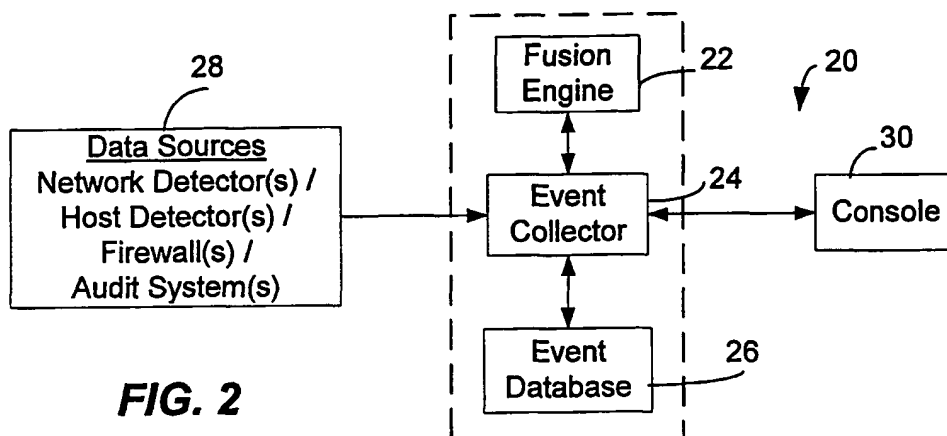 Fusion
Engine
22
20
28
Data Sources
Network Detector(s) /
Host Detector(s) /
Firewall(s) /
Audit System(s)
Event
Collector
24
30
Console
Event
Database
26
FIG. 2